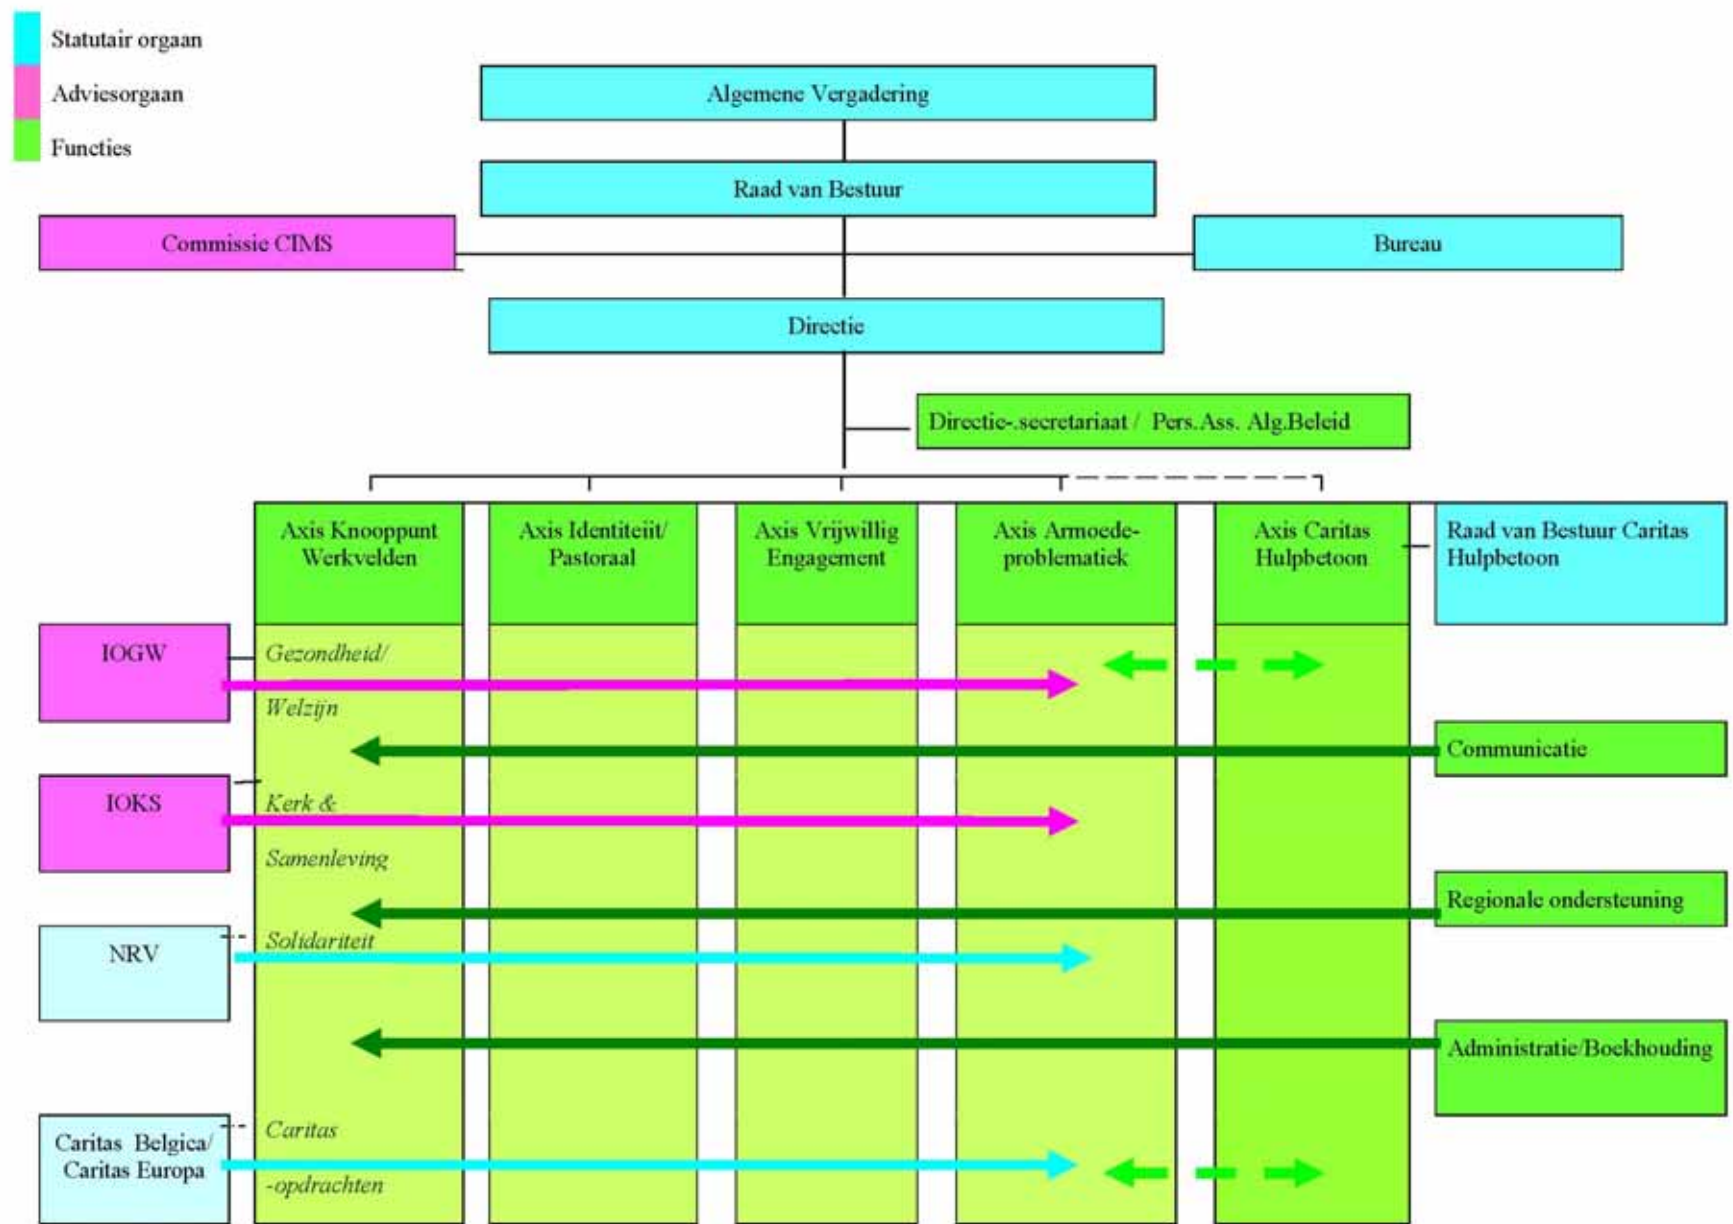 Statutair orgaan
Adviesorgaan
Functies
Algemene Vergadering
Raad van Bestuur
Commissie CIMS
Bureau
Directie
Directie-.secretariaat / Pers.Ass. Alg.Beleid
Axis Knooppunt
Werkvelden
Axis Identiteiit/
Pastoraal
Axis Vrijwillig
Engagement
Axis Armoede-
problematiek
Axis Caritas
Hulpbetoon
Raad van Bestuur Caritas
Hulpbetoon
IOGW
Gezondheid/
Welzijn
Communicatie
IOKS
Kerk &
Samenleving
Regionale ondersteuning
NRV
Solidariteit
Administratie/Boekhouding
Caritas Belgica/
Caritas Europa
Caritas
-opdrachten